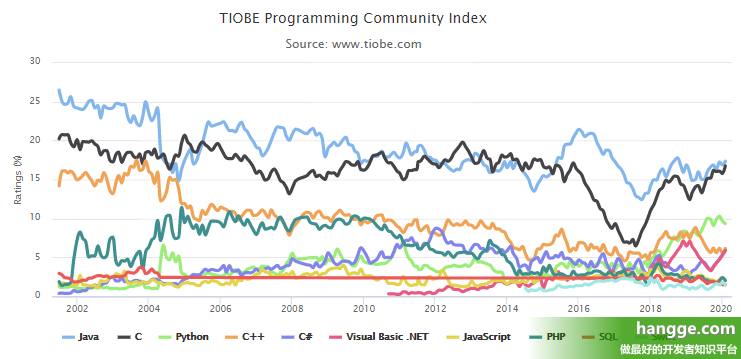 TIOBE Programming Community Index
Source: www.tiobe.com
Ratings (%)
30
25
20
15
10
5
0
2002 2004 2006 2008 2010 2012 2014 2016 2018 2020
Java C Python C++ C# Visual Basic .NET JavaScript PHP SQL Swift
hangge.com
做最好的开发者知识平台